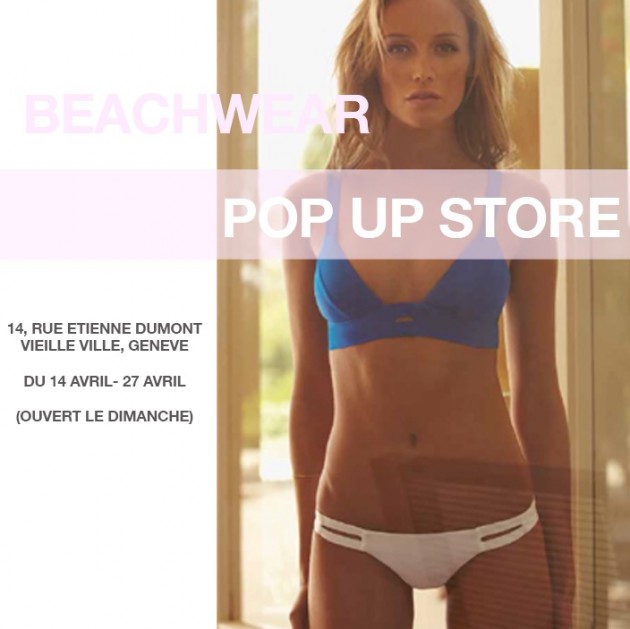 BEACHWEAR
POP UP STORE
14, RUE ETIENNE DUMONT
VIEILLE VILLE, GENEVE
DU 14 AVRIL- 27 AVRIL
(OUVERT LE DIMANCHE)